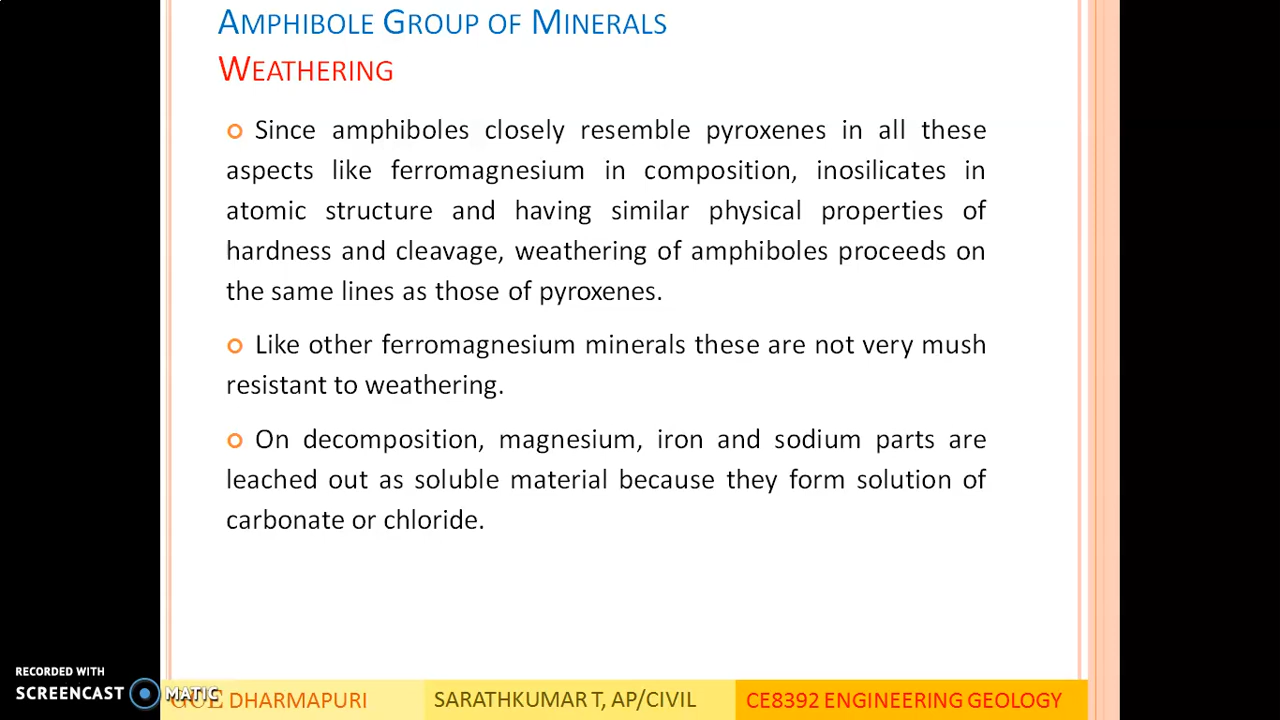 AMPHIBOLE GROUP OF MINERALS
WEATHERING
Since amphiboles closely resemble pyroxenes in all these
aspects like ferromagnesium in composition, inosilicates in
atomic structure and having similar physical properties of
hardness and cleavage, weathering of amphiboles proceeds on
the same lines as those of pyroxenes.
Like other ferromagnesium minerals these are not very mush
resistant to weathering.
On decomposition, magnesium, iron and sodium parts are
leached out as soluble material because they form solution of
carbonate or chloride.
RECORDED WITH
SCREENCAST MATIC
GCE DHARMAPURI
SARATHKUMAR T, AP/CIVIL
CE8392 ENGINEERING GEOLOGY